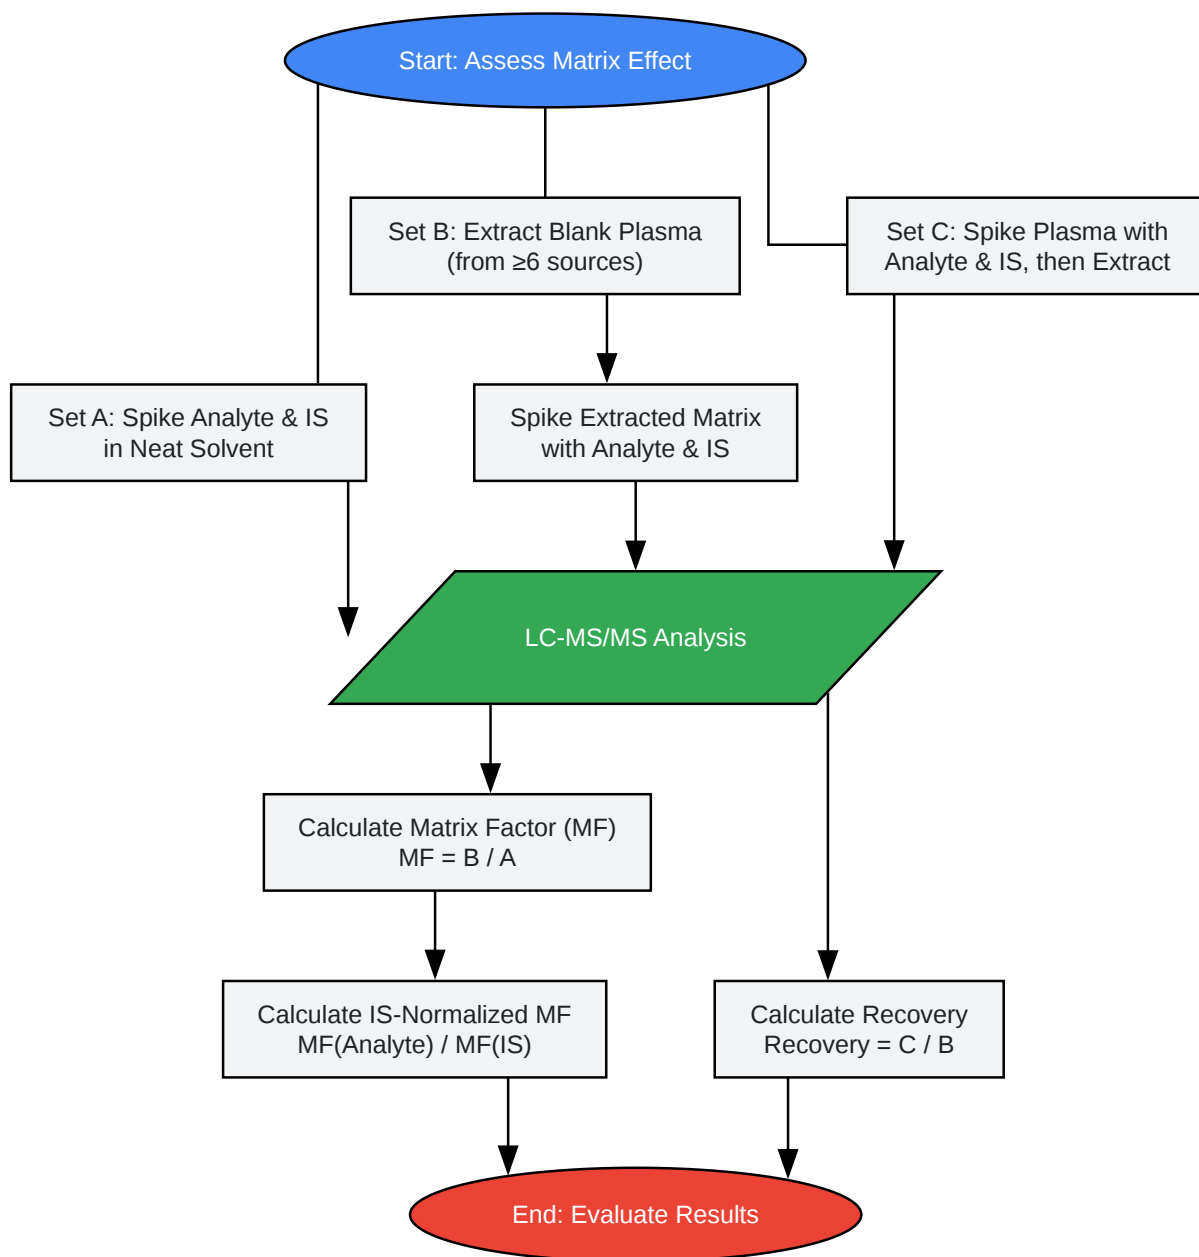 Start: Assess Matrix Effect
Set B: Extract Blank Plasma
(from ≥6 sources)
Set C: Spike Plasma with
Analyte & IS, then Extract
Set A: Spike Analyte & IS
in Neat Solvent
Spike Extracted Matrix
with Analyte & IS
LC-MS/MS Analysis
Calculate Matrix Factor (MF)
MF = B / A
Calculate IS-Normalized MF
MF(Analyte) / MF(IS)
Calculate Recovery
Recovery = C / B
End: Evaluate Results